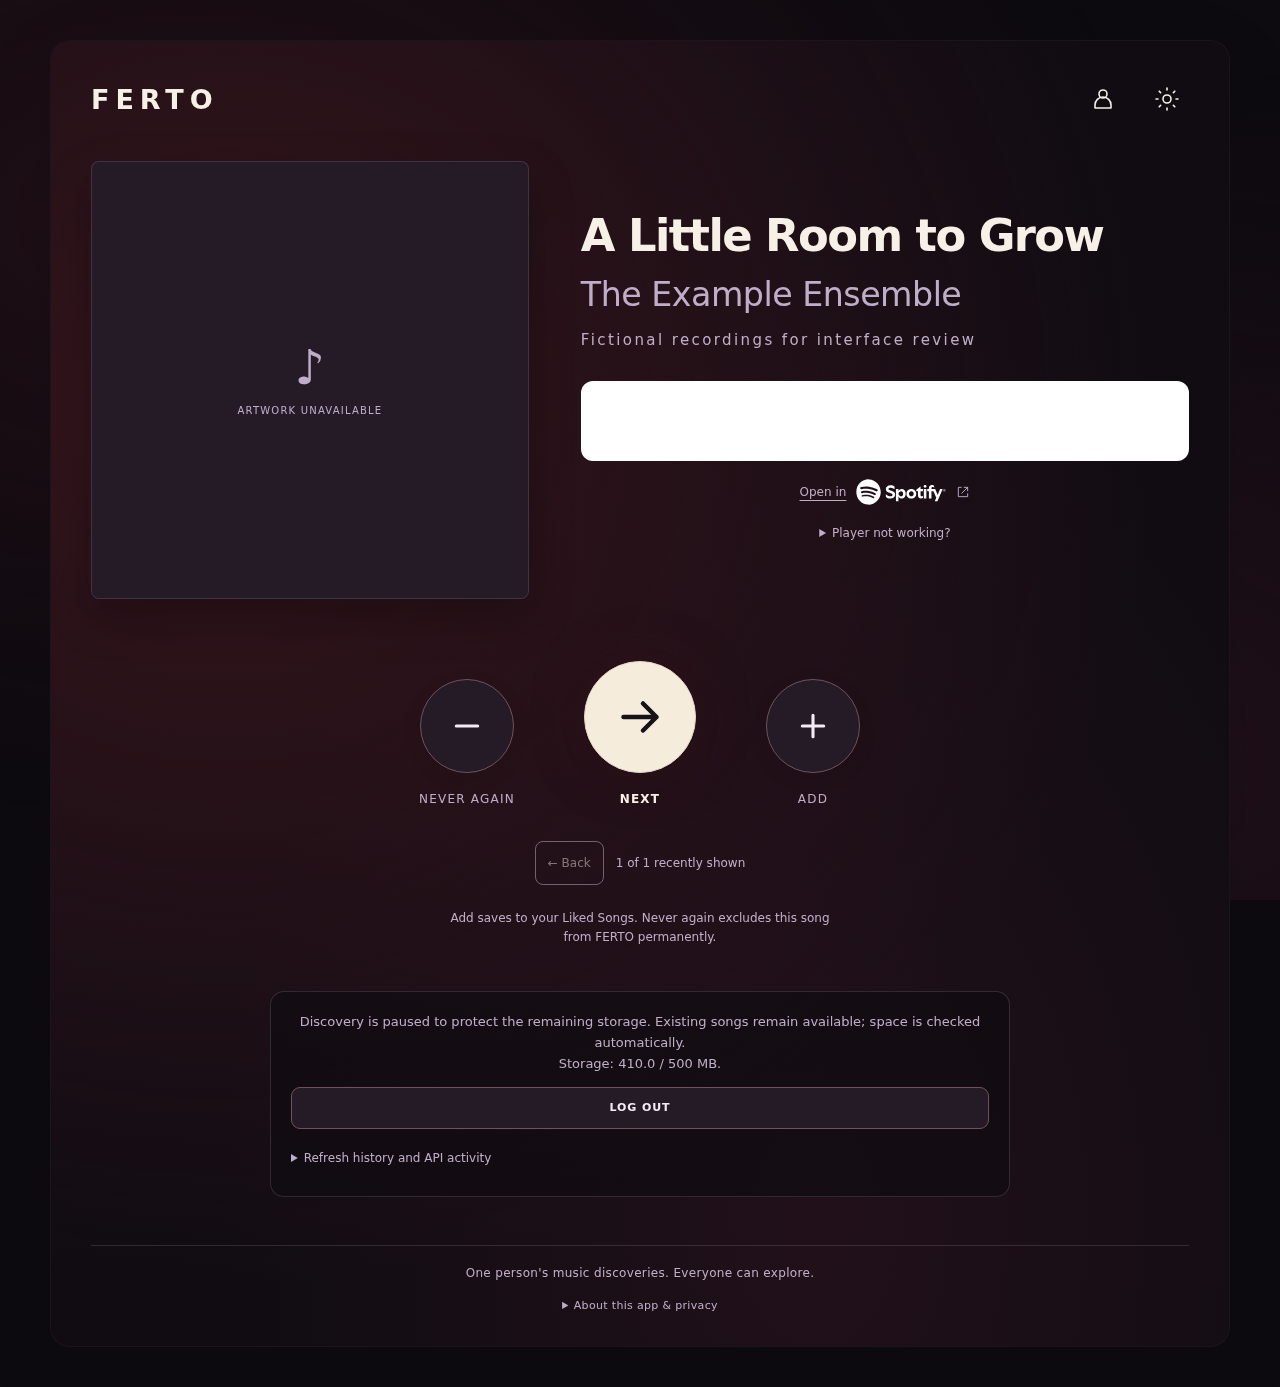 FERTO
A Little Room to Grow
The Example Ensemble
Fictional recordings for interface review
ARTWORK UNAVAILABLE
Open in Spotify
▶ Player not working?
NEVER AGAIN
NEXT
ADD
← Back
1 of 1 recently shown
Add saves to your Liked Songs. Never again excludes this song
from FERTO permanently.
Discovery is paused to protect the remaining storage. Existing songs remain available; space is checked
automatically.
Storage: 410.0 / 500 MB.
LOG OUT
▶ Refresh history and API activity
One person's music discoveries. Everyone can explore.
▶ About this app & privacy